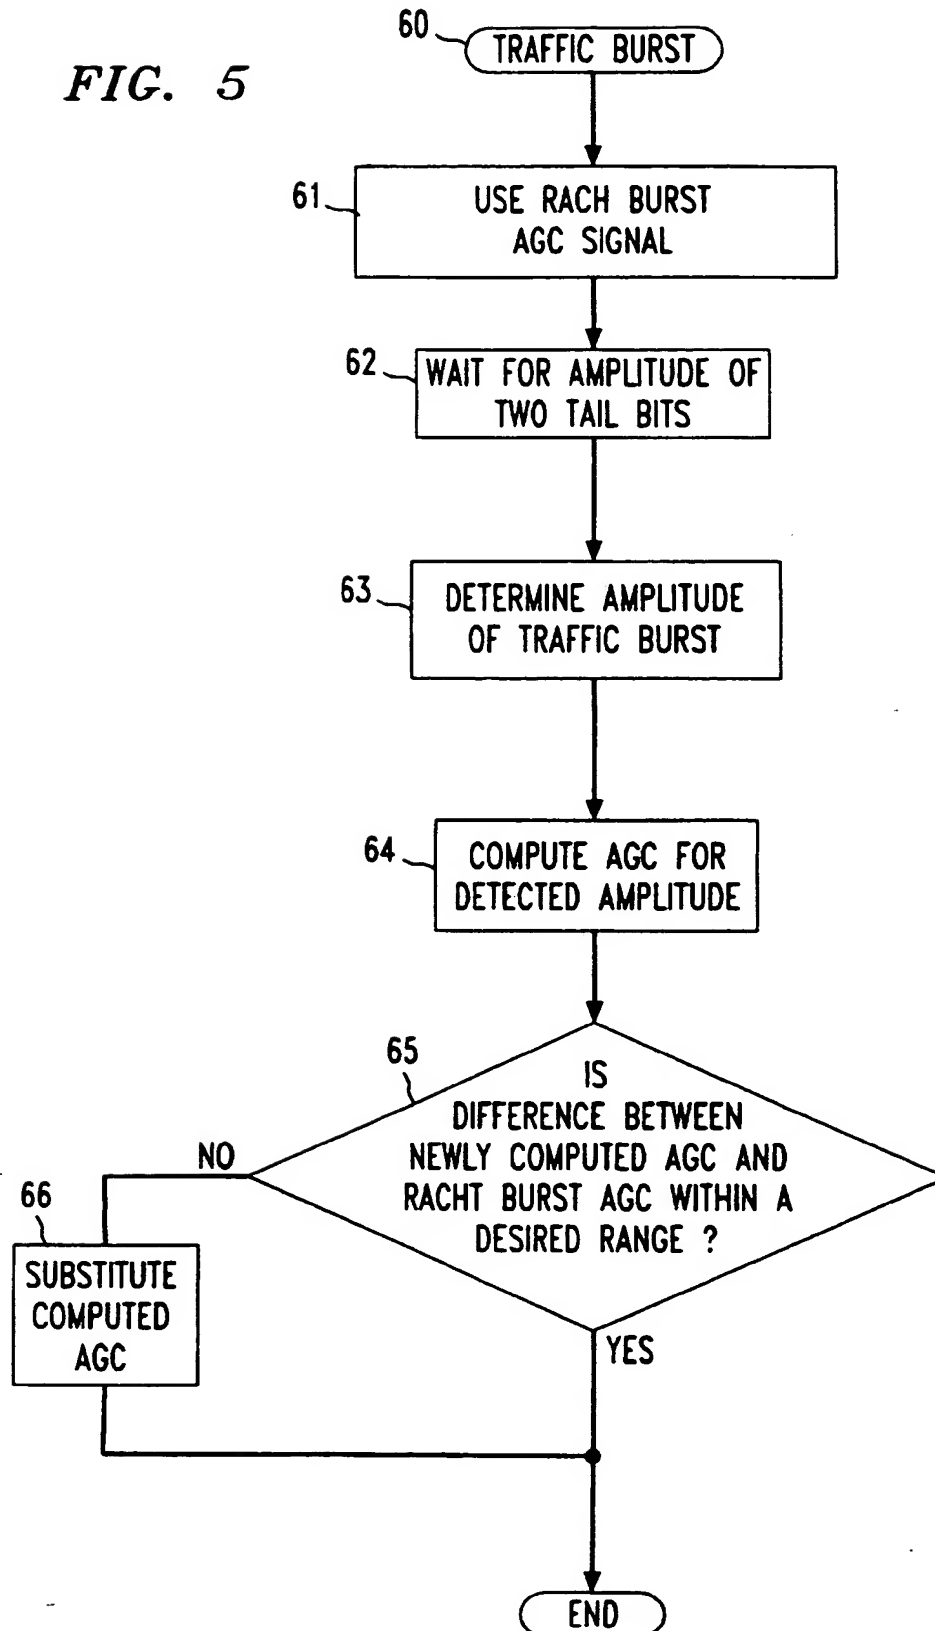 FIG. 5
60
TRAFFIC BURST
61
USE RACH BURST
AGC SIGNAL
62
WAIT FOR AMPLITUDE OF
TWO TAIL BITS
63
DETERMINE AMPLITUDE
OF TRAFFIC BURST
64
COMPUTE AGC FOR
DETECTED AMPLITUDE
65
IS
DIFFERENCE BETWEEN
NEWLY COMPUTED AGC AND
RACHT BURST AGC WITHIN A
DESIRED RANGE ?
NO
YES
66
SUBSTITUTE
COMPUTED
AGC
END